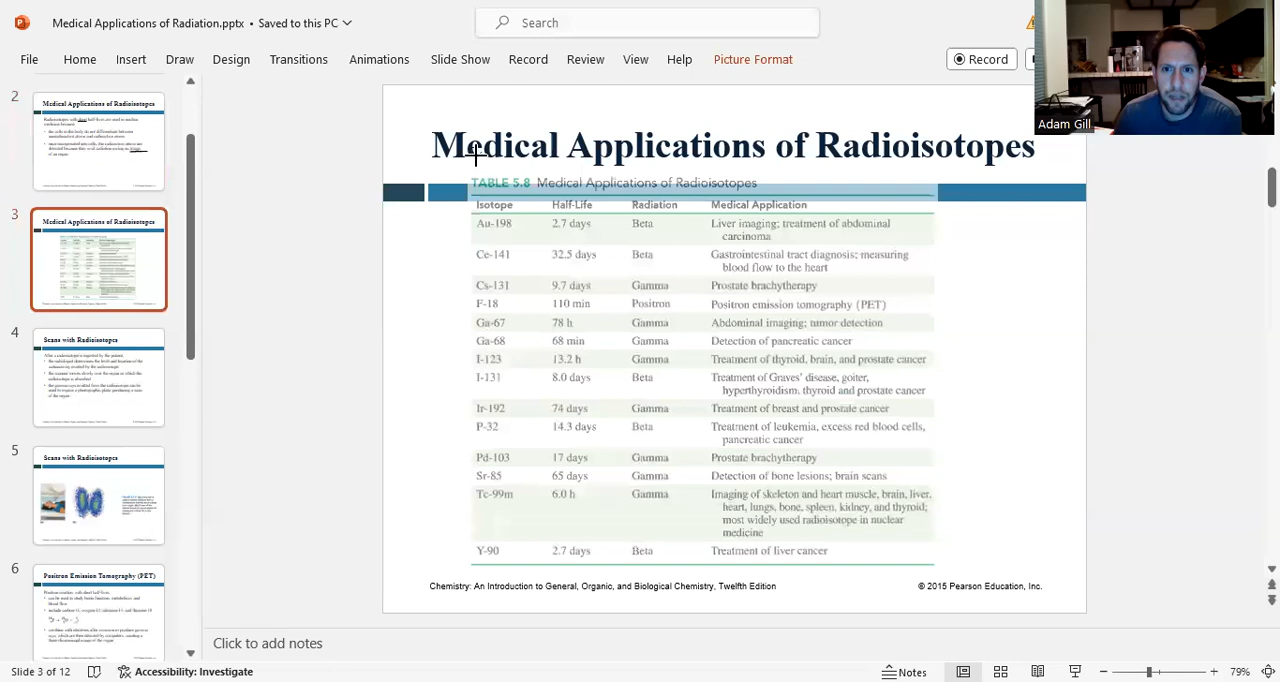 Medical Applications of Radiation.pptx • Saved to this PC
Search
File Home Insert Draw Design Transitions Animations Slide Show Record Review View Help Picture Format Record
Adam Gill
2
Medical Applications of Radioisotopes
3
Medical Applications of Radioisotopes
4
Scans with Radioisotopes
5
Scans with Radioisotopes
6
Positron Emission Tomography (PET)
Medical Applications of Radioisotopes
TABLE 5.8 Medical Applications of Radioisotopes
Isotope Half-Life Radiation Medical Application
Au-198 2.7 days Beta Liver imaging; treatment of abdominal
carcinoma
Ce-141 32.5 days Beta Gastrointestinal tract diagnosis; measuring
blood flow to the heart
Cs-131 9.7 days Gamma Prostate brachytherapy
F-18 110 min Positron Positron emission tomography (PET)
Ga-67 78 h Gamma Abdominal imaging; tumor detection
Ga-68 68 min Gamma Detection of pancreatic cancer
I-123 13.2 h Gamma Treatment of thyroid, brain, and prostate cancer
I-131 8.0 days Beta Treatment of Graves' disease, goiter,
hyperthyroidism, thyroid and prostate cancer
Ir-192 74 days Gamma Treatment of breast and prostate cancer
P-32 14.3 days Beta Treatment of leukemia, excess red blood cells,
pancreatic cancer
Pd-103 17 days Gamma Prostate brachytherapy
Sr-85 65 days Gamma Detection of bone lesions; brain scans
Tc-99m 6.0 h Gamma Imaging of skeleton and heart muscle, brain, liver,
heart, lungs, bone, spleen, kidney, and thyroid;
most widely used radioisotope in nuclear
medicine
Y-90 2.7 days Beta Treatment of liver cancer
Chemistry: An Introduction to General, Organic, and Biological Chemistry, Twelfth Edition © 2015 Pearson Education, Inc.
Click to add notes
Slide 3 of 12 Accessibility: Investigate Notes 79%